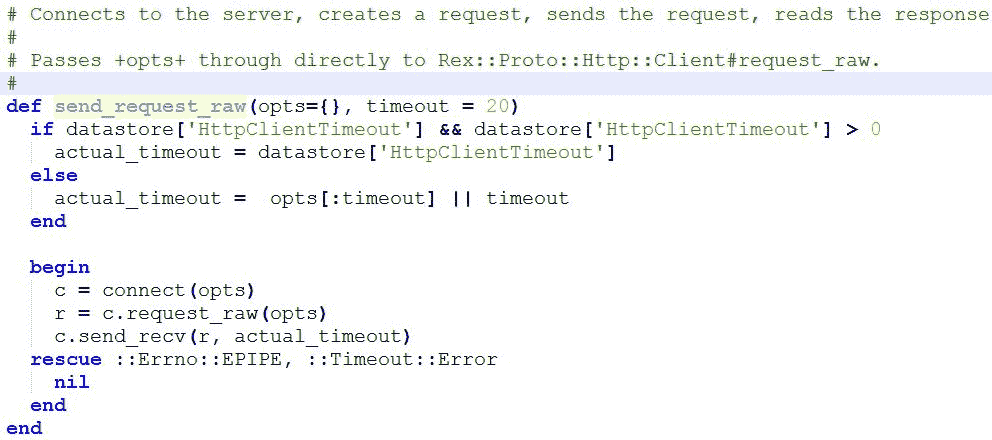 # Connects to the server, creates a request, sends the request, reads the response
#
# Passes +opts+ through directly to Rex::Proto::Http::Client#request_raw.
#
def send_request_raw(opts={}, timeout = 20)
  if datastore['HttpClientTimeout'] && datastore['HttpClientTimeout'] > 0
    actual_timeout = datastore['HttpClientTimeout']
  else
    actual_timeout =  opts[:timeout] || timeout
  end

  begin
    c = connect(opts)
    r = c.request_raw(opts)
    c.send_recv(r, actual_timeout)
  rescue ::Errno::EPIPE, ::Timeout::Error
    nil
  end
end